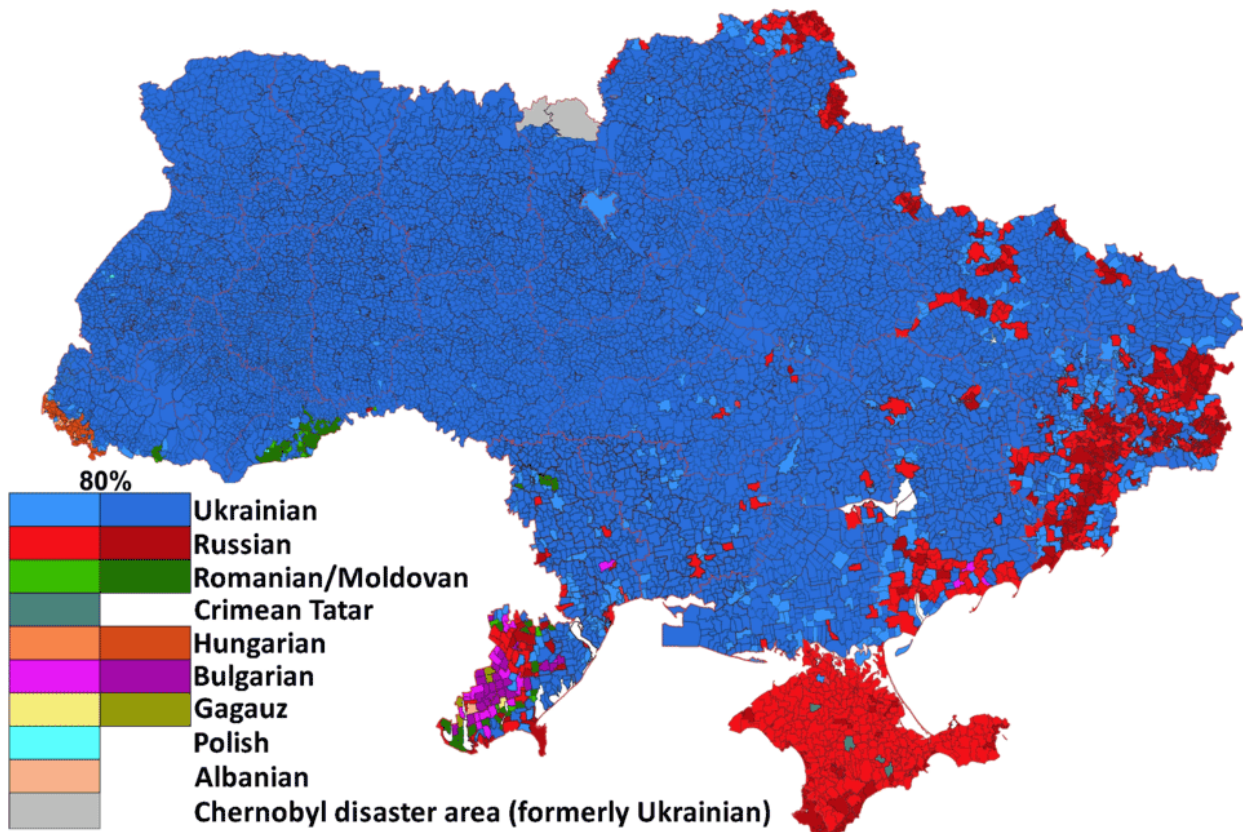 80%
Ukrainian
Russian
Romanian/Moldovan
Crimean Tatar
Hungarian
Bulgarian
Gagauz
Polish
Albanian
Chernobyl disaster area (formerly Ukrainian)